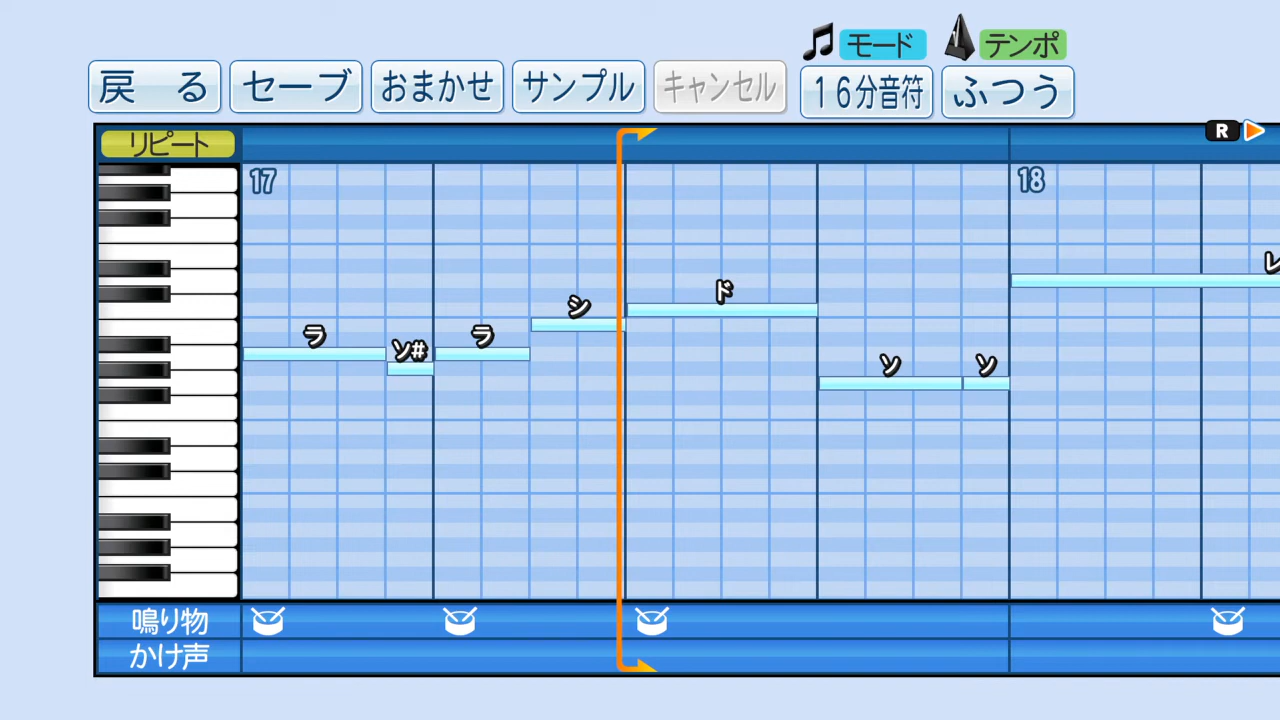 モード テンポ
戻る セーブ おまかせ サンプル キャンセル 16分音符 ふつう
R
リピート
17 18
レ
ド
シ
ラ ラ
ソ#
ソ ソ
鳴り物
かけ声